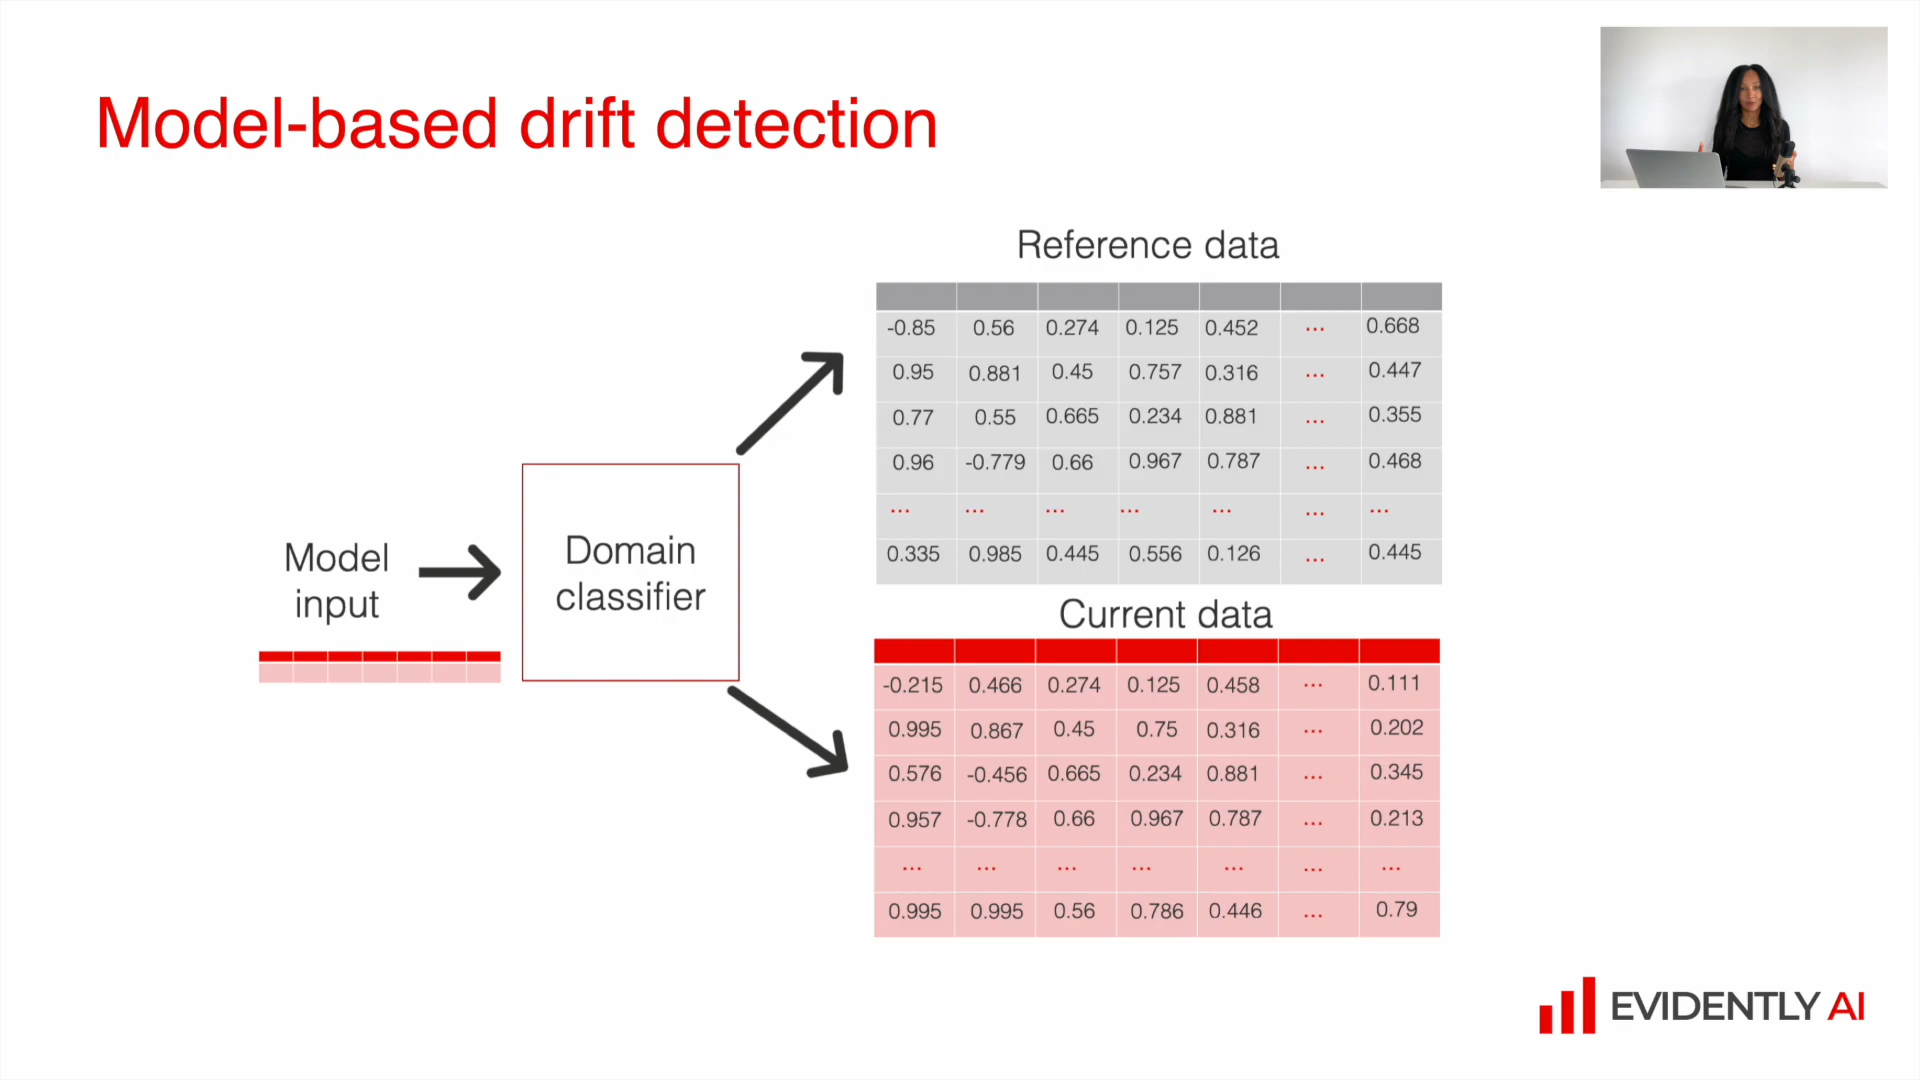 Model-based drift detection
Reference data
-0.85 0.56 0.274 0.125 0.452 ... 0.668
0.95 0.881 0.45 0.757 0.316 ... 0.447
0.77 0.55 0.665 0.234 0.881 ... 0.355
0.96 -0.779 0.66 0.967 0.787 ... 0.468
... ... ... ... ... ... ...
0.335 0.985 0.445 0.556 0.126 ... 0.445
Model
input
Domain
classifier
Current data
-0.215 0.466 0.274 0.125 0.458 ... 0.111
0.995 0.867 0.45 0.75 0.316 ... 0.202
0.576 -0.456 0.665 0.234 0.881 ... 0.345
0.957 -0.778 0.66 0.967 0.787 ... 0.213
... ... ... ... ... ... ...
0.995 0.995 0.56 0.786 0.446 ... 0.79
EVIDENTLY AI